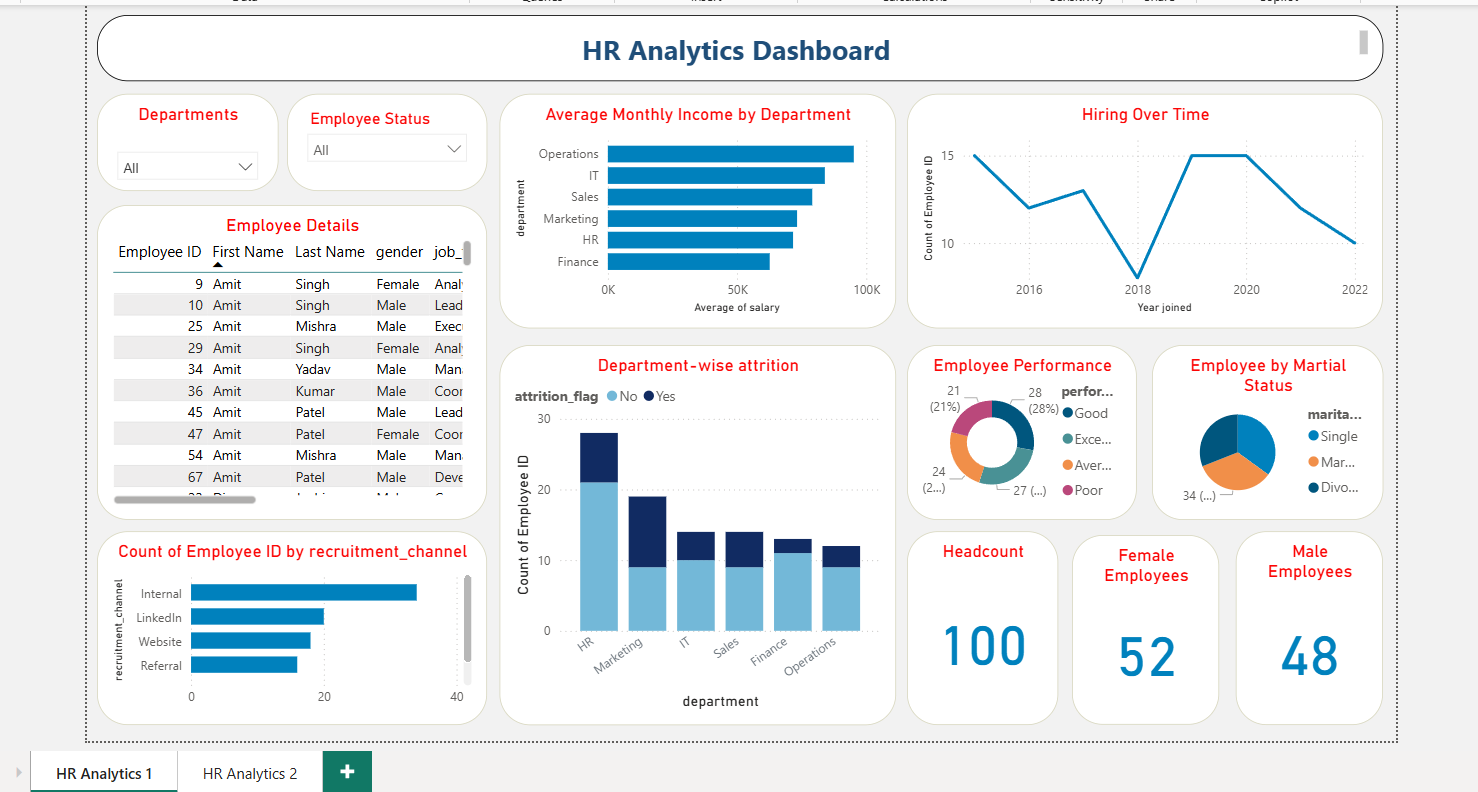 HR Analytics Dashboard
Departments
All
Employee Status
All
Employee Details
Employee ID First Name Last Name gender job_
9 Amit Singh Female Analy
10 Amit Singh Male Lead
25 Amit Mishra Male Execu
29 Amit Singh Female Analy
34 Amit Yadav Male Man
36 Amit Kumar Male Coor
45 Amit Patel Male Lead
47 Amit Patel Female Coor
54 Amit Mishra Male Man
67 Amit Patel Male Deve
Count of Employee ID by recruitment_channel
recruitment_channel
Internal
LinkedIn
Website
Referral
0 20 40
Average Monthly Income by Department
department
Operations
IT
Sales
Marketing
HR
Finance
0K 50K 100K
Average of salary
Hiring Over Time
Count of Employee ID
15
10
2016 2018 2020 2022
Year joined
Department-wise attrition
attrition_flag No Yes
Count of Employee ID
30
20
10
0
HR Marketing IT Sales Finance Operations
department
Employee Performance
21
(21%)
28
(28%)
24
(2...)
27 (...)
perfor...
Good
Exce...
Aver...
Poor
Employee by Martial
Status
34 (...)
marita...
Single
Mar...
Divo...
Headcount
100
Female
Employees
52
Male
Employees
48
HR Analytics 1
HR Analytics 2